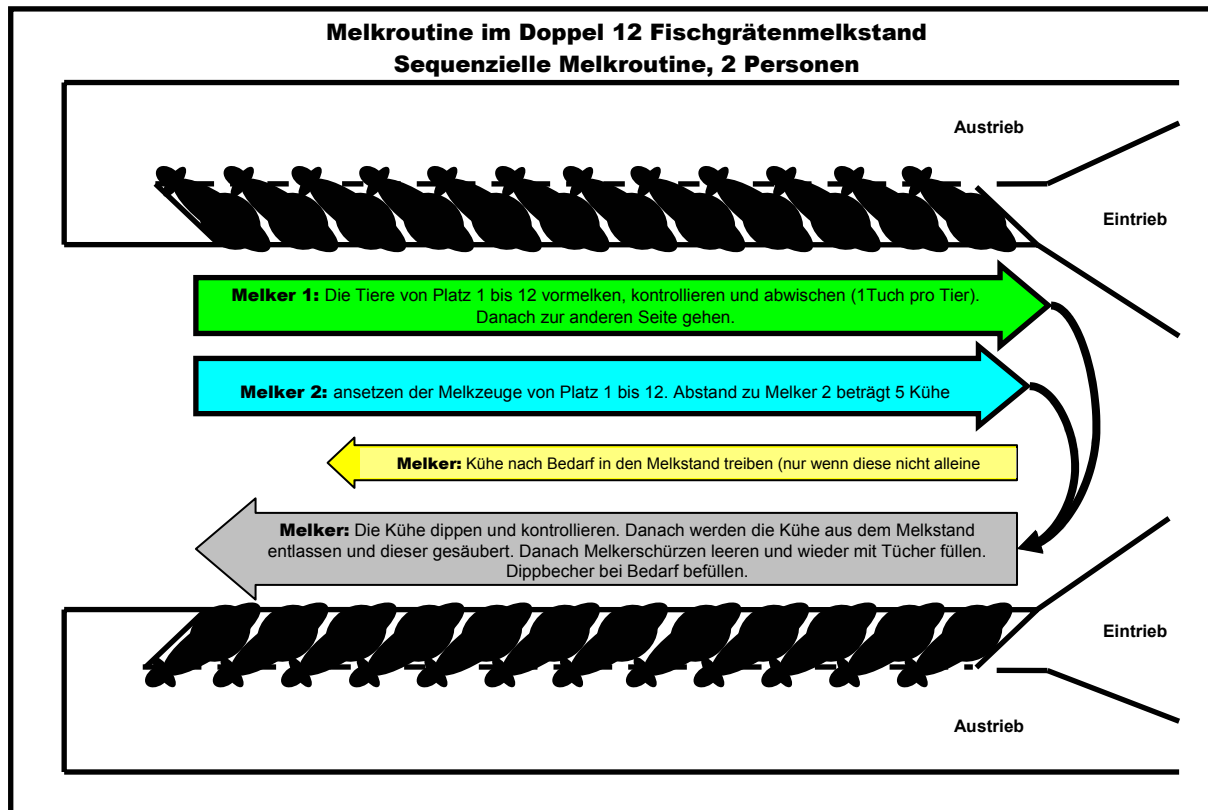 Melkroutine im Doppel 12 Fischgrätenmelkstand
Sequenzielle Melkroutine, 2 Personen
Austrieb
Eintrieb
Melker 1: Die Tiere von Platz 1 bis 12 vormelken, kontrollieren und abwischen (1Tuch pro Tier).
Danach zur anderen Seite gehen.
Melker 2: ansetzen der Melkzeuge von Platz 1 bis 12. Abstand zu Melker 2 beträgt 5 Kühe
Melker: Kühe nach Bedarf in den Melkstand treiben (nur wenn diese nicht alleine
Melker: Die Kühe dippen und kontrollieren. Danach werden die Kühe aus dem Melkstand
entlassen und dieser gesäubert. Danach Melkerschürzen leeren und wieder mit Tücher füllen.
Dippbecher bei Bedarf befüllen.
Eintrieb
Austrieb